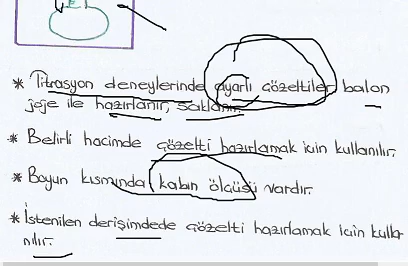 * Titrasyon deneylerinde ayarlı çözeltiler balon
joje ile hazırlanır, saklanır.
* Belirli hacimde çözelti hazırlamak için kullanılır.
* Boyun kısmında kabın ölçüsü vardır.
* İstenilen derişimdede çözelti hazırlamak için kulla-
nılır.